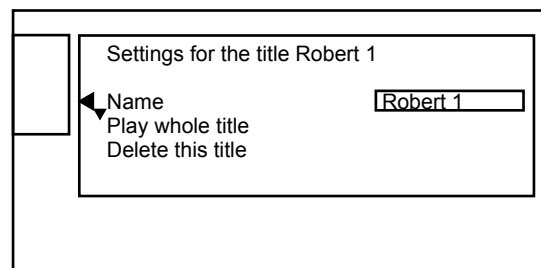 Settings for the title Robert 1
Name Robert 1
Play whole title
Delete this title